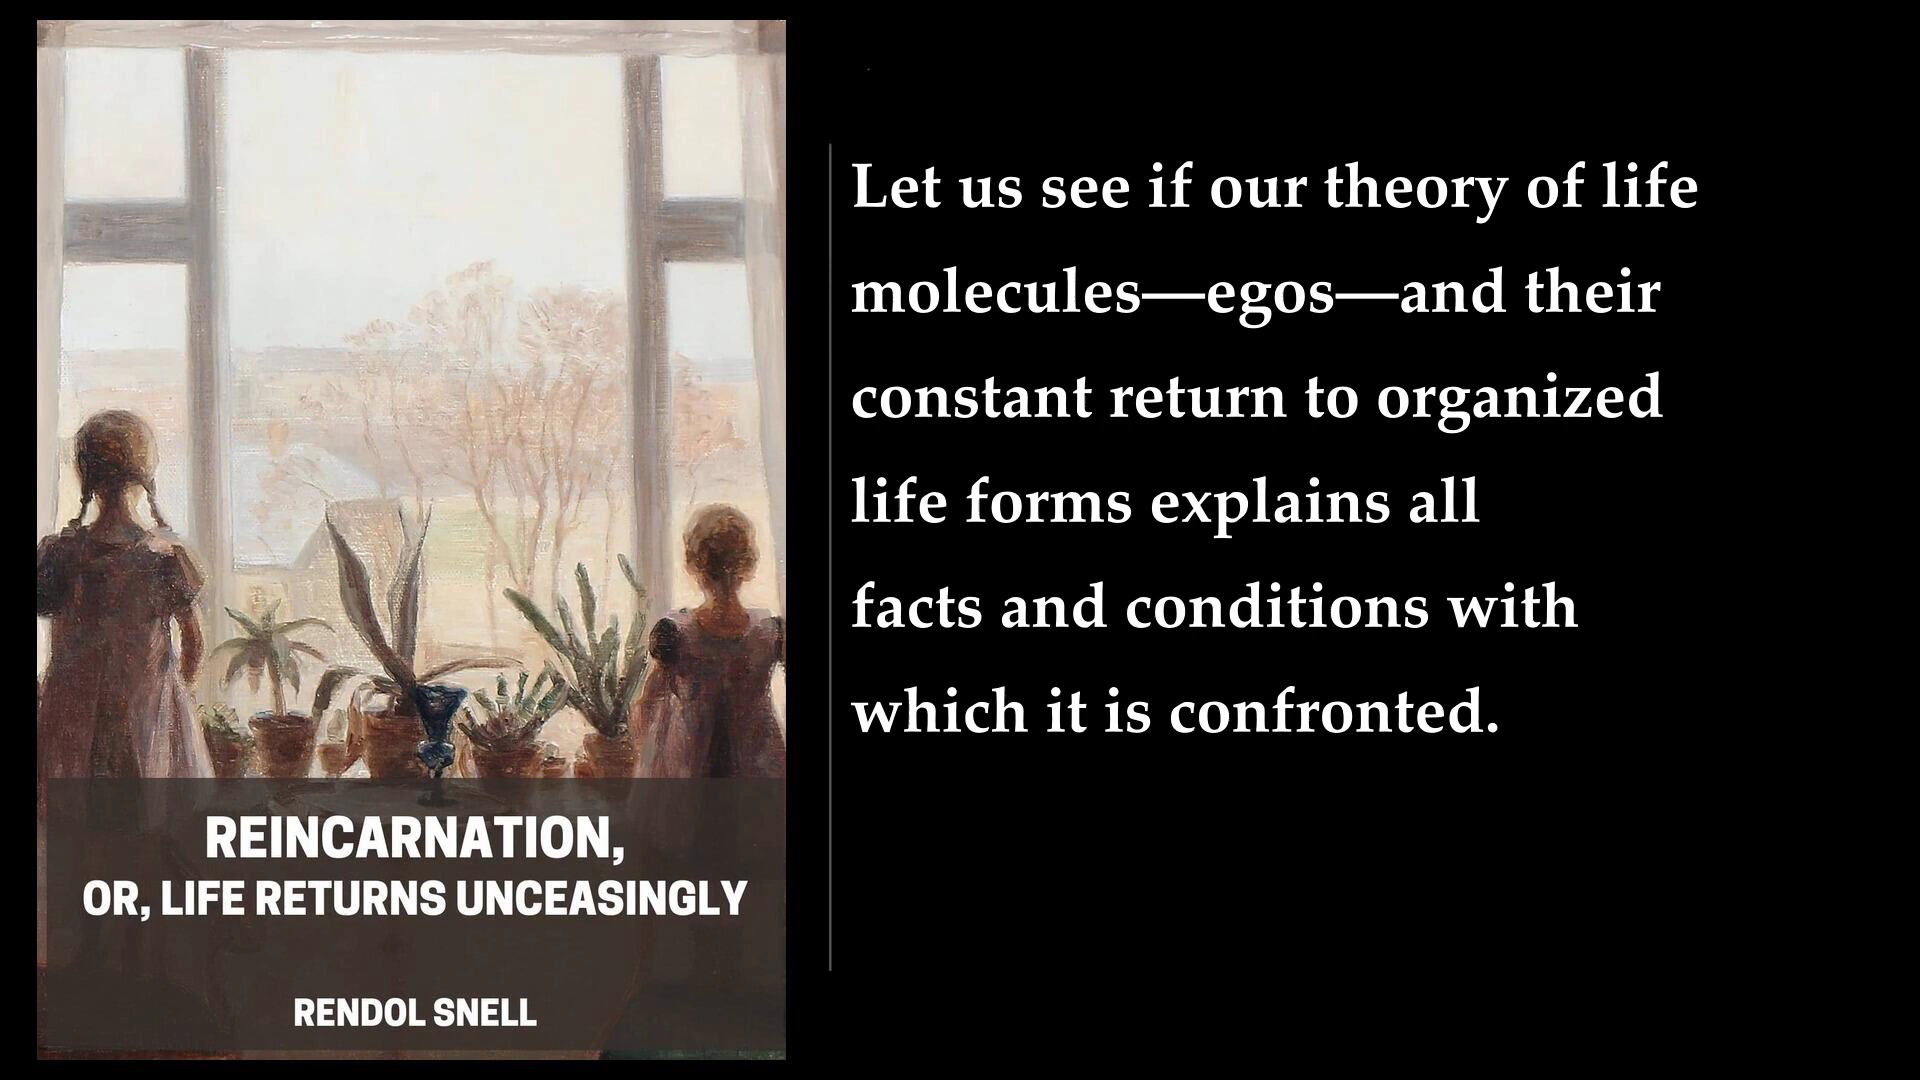 REINCARNATION,
OR, LIFE RETURNS UNCEASINGLY
RENDOL SNELL
Let us see if our theory of life
molecules—egos—and their
constant return to organized
life forms explains all
facts and conditions with
which it is confronted.